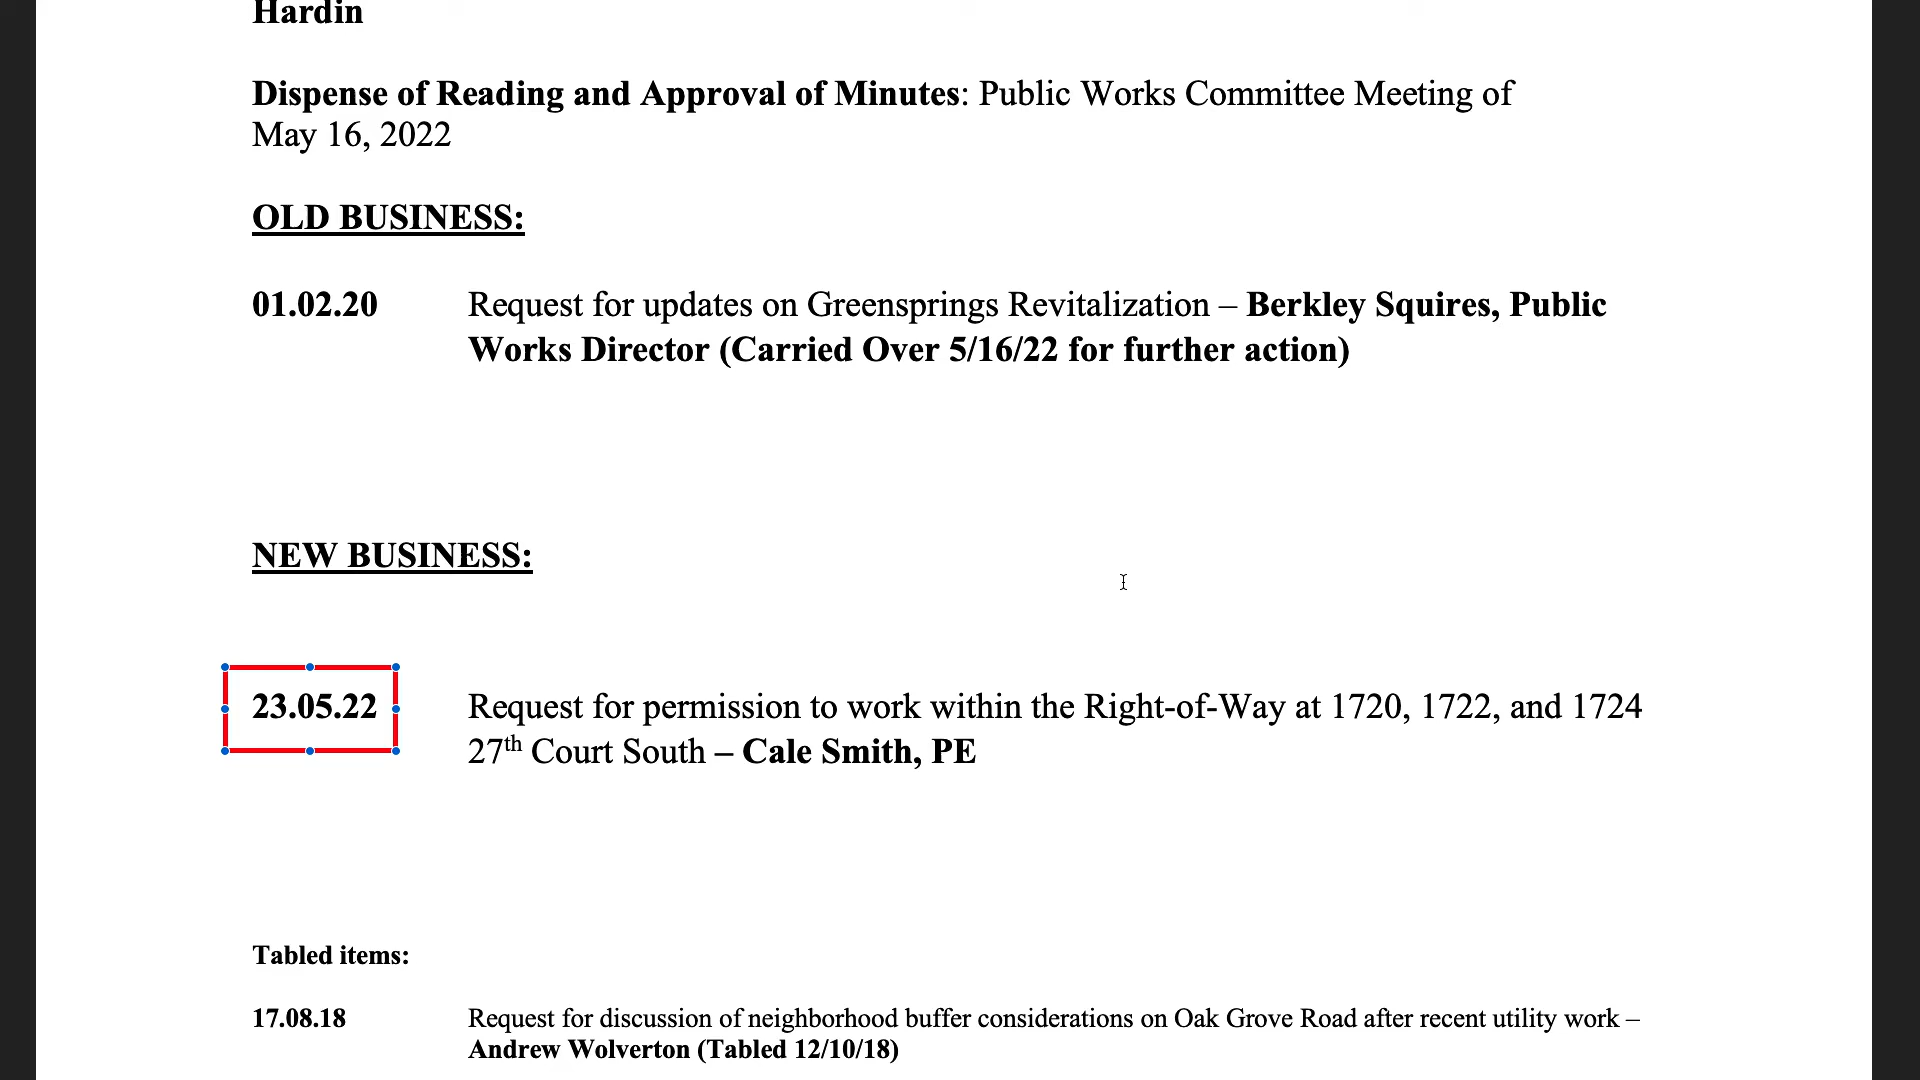 Hardin
Dispense of Reading and Approval of Minutes: Public Works Committee Meeting of
May 16, 2022
OLD BUSINESS:
01.02.20 Request for updates on Greensprings Revitalization – Berkley Squires, Public
Works Director (Carried Over 5/16/22 for further action)
NEW BUSINESS:
23.05.22 Request for permission to work within the Right-of-Way at 1720, 1722, and 1724
27th Court South – Cale Smith, PE
Tabled items:
17.08.18 Request for discussion of neighborhood buffer considerations on Oak Grove Road after recent utility work –
Andrew Wolverton (Tabled 12/10/18)